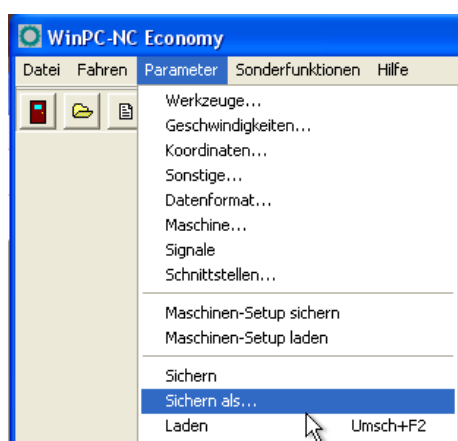 WinPC-NC Economy
Datei Fahren Parameter Sonderfunktionen Hilfe
Werkzeuge...
Geschwindigkeiten...
Koordinaten...
Sonstige...
Datenformat...
Maschine...
Signale
Schnittstellen...
Maschinen-Setup sichern
Maschinen-Setup laden
Sichern
Sichern als...
Laden Umsch+F2